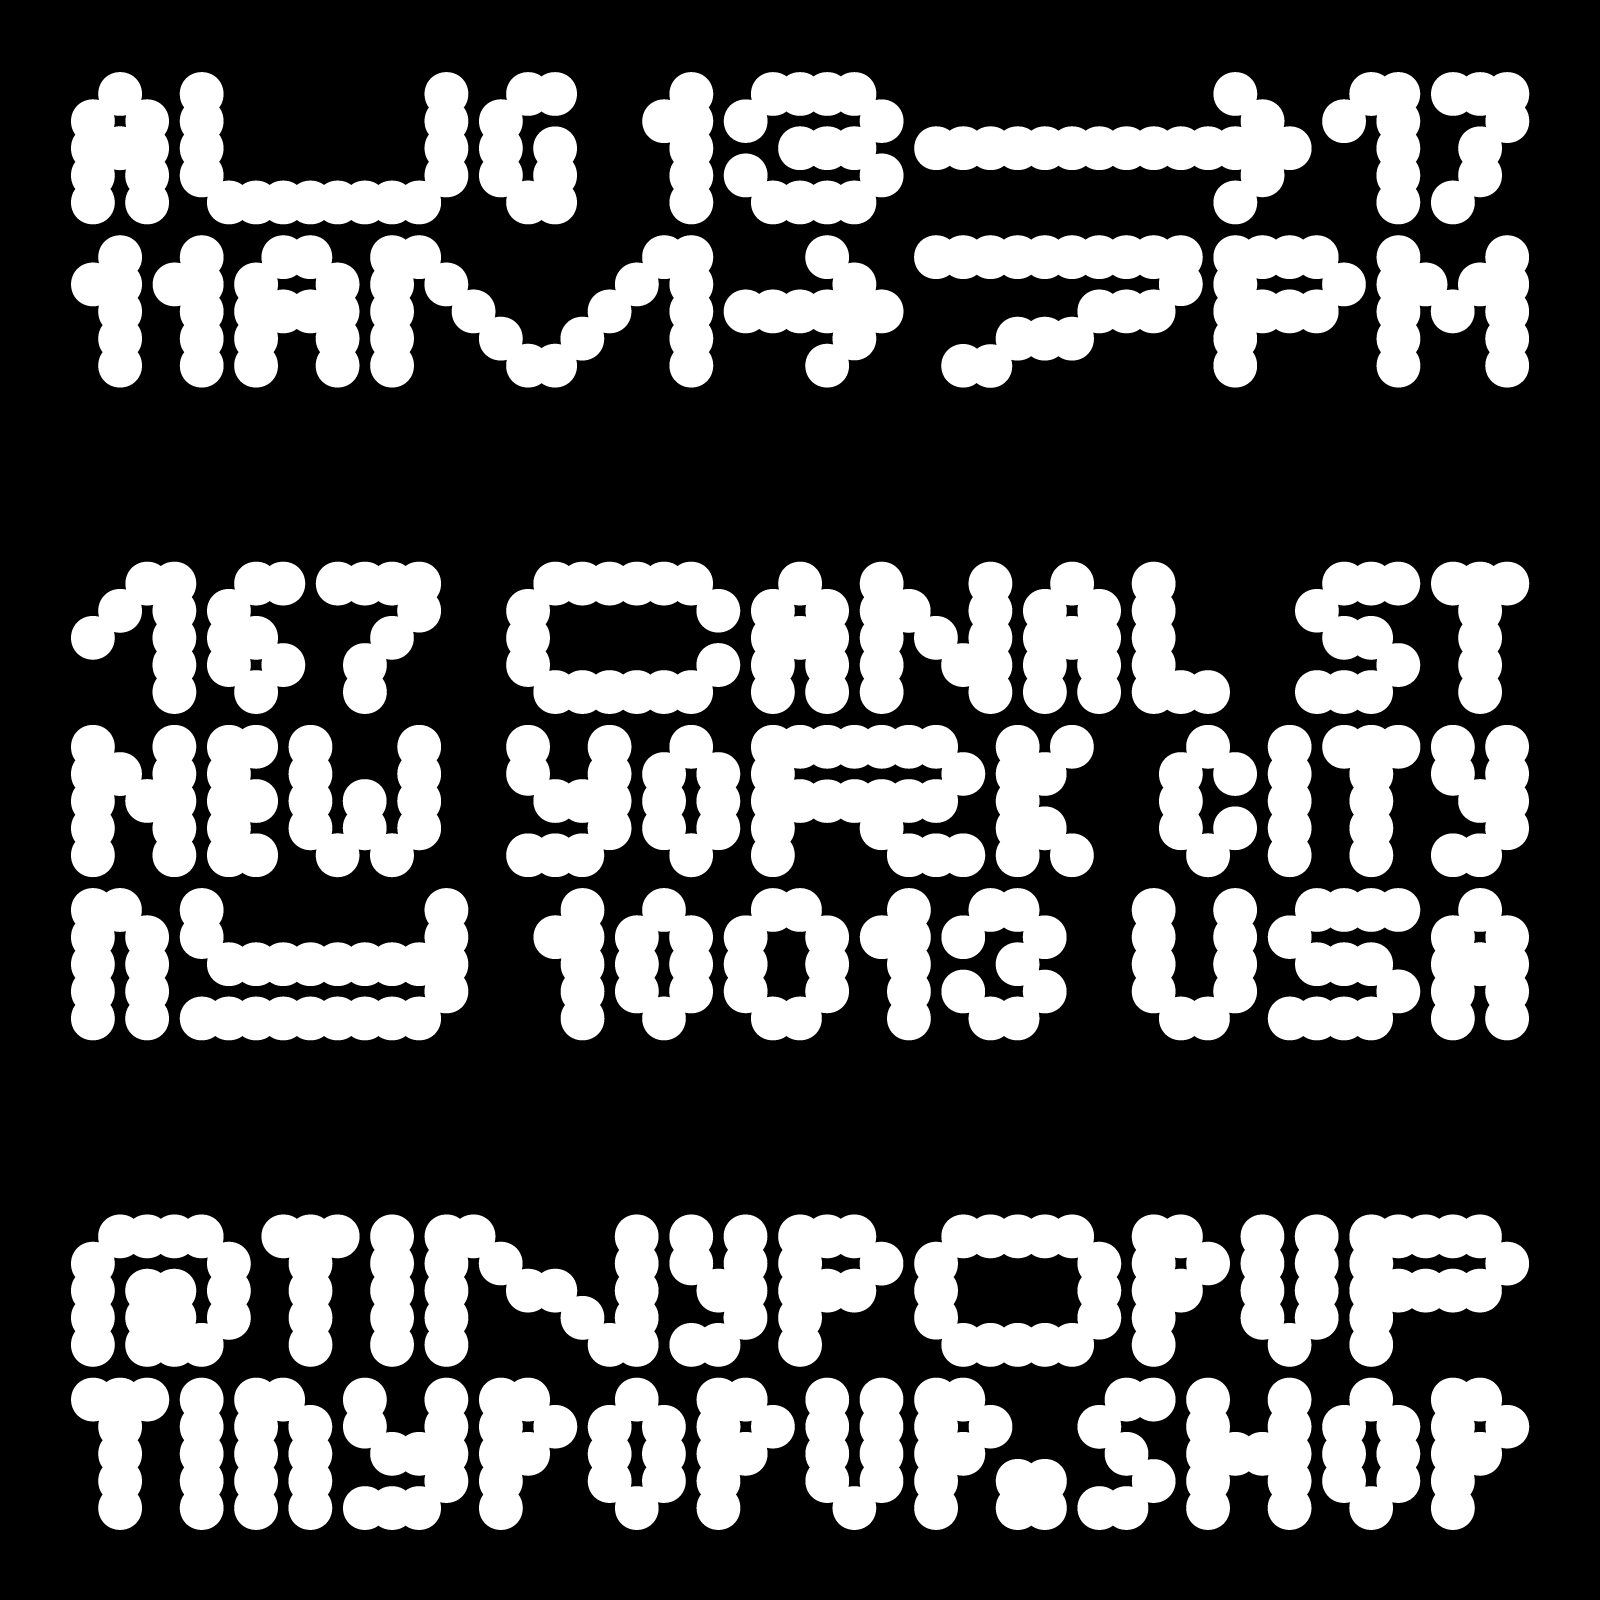 AUG 13→17
11AM→7PM
167 CANAL ST
NEW YORK CITY
NY 10013 USA
@TINYPOPUP
TINYPOPUP.SHOP